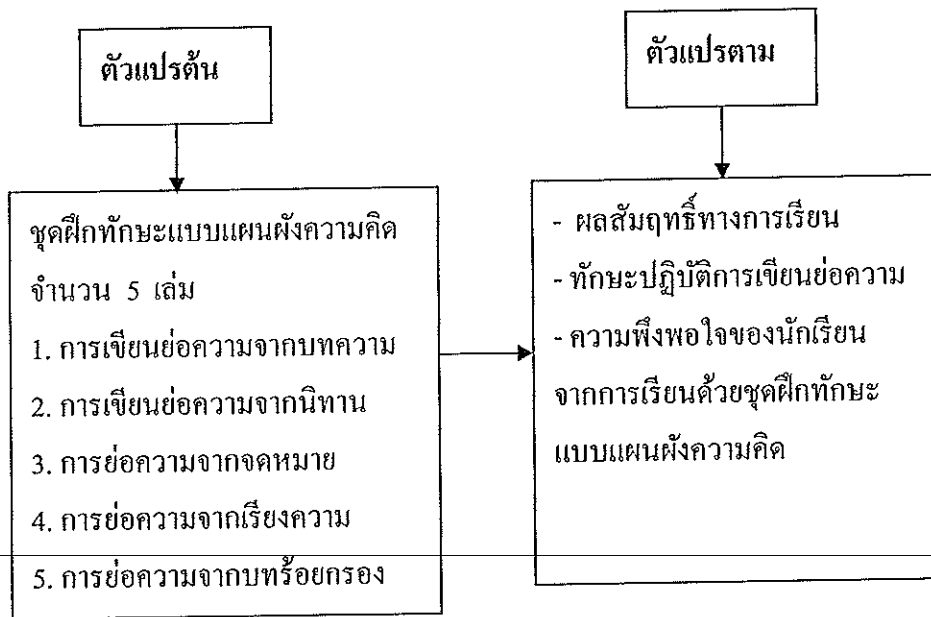 ตัวแปรต้น
ชุดฝึกทักษะแบบแผนผังความคิด
จำนวน 5 เล่ม
1. การเขียนย่อความจากบทความ
2. การเขียนย่อความจากนิทาน
3. การย่อความจากจดหมาย
4. การย่อความจากเรียงความ
5. การย่อความจากบทร้อยกรอง
ตัวแปรตาม
- ผลสัมฤทธิ์ทางการเรียน
- ทักษะปฏิบัติการเขียนย่อความ
- ความพึงพอใจของนักเรียน
จากการเรียนด้วยชุดฝึกทักษะ
แบบแผนผังความคิด